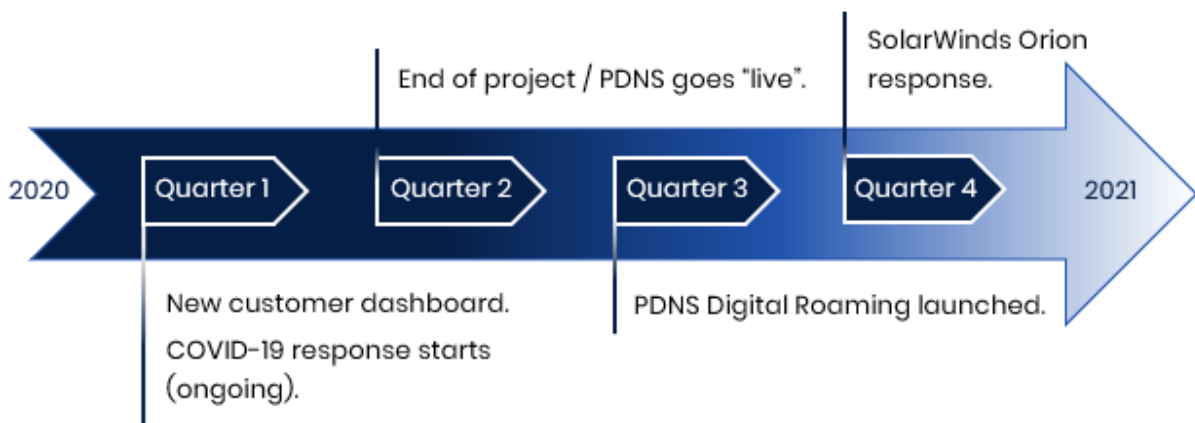 SolarWinds Orion
response.
End of project / PDNS goes "live".
2020
Quarter 1
Quarter 2
Quarter 3
Quarter 4
2021
New customer dashboard.
COVID-19 response starts
(ongoing).
PDNS Digital Roaming launched.